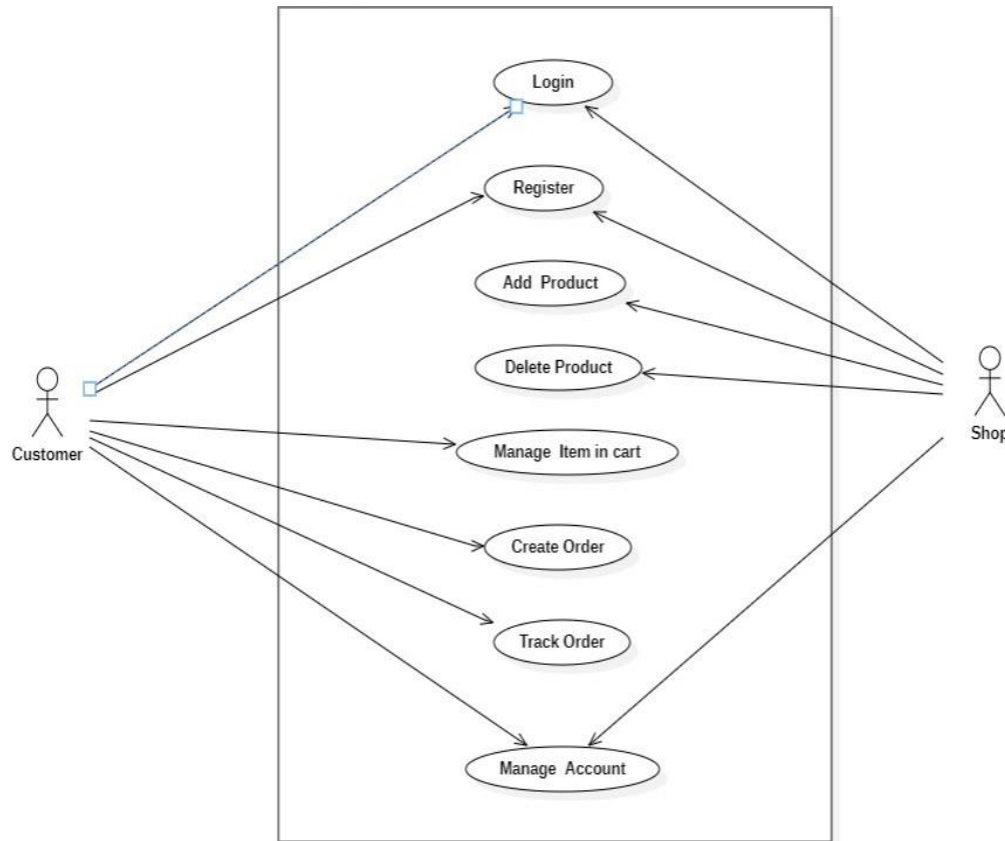 Login
Register
Add Product
Delete Product
Customer
Shop
Manage Item in cart
Create Order
Track Order
Manage Account